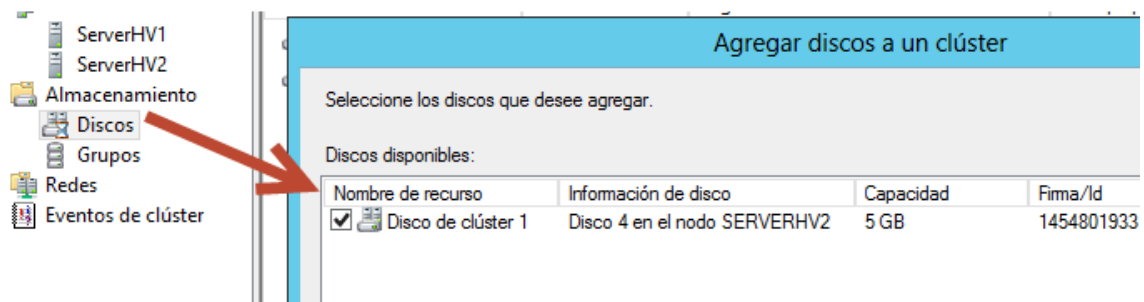 ServerHV1
ServerHV2
Almacenamiento
Discos
Grupos
Redes
Eventos de clúster
Agregar discos a un clúster
Seleccione los discos que desee agregar.
Discos disponibles:
Nombre de recurso Información de disco Capacidad Firma/Id
Disco de clúster 1 Disco 4 en el nodo SERVERHV2 5 GB 1454801933